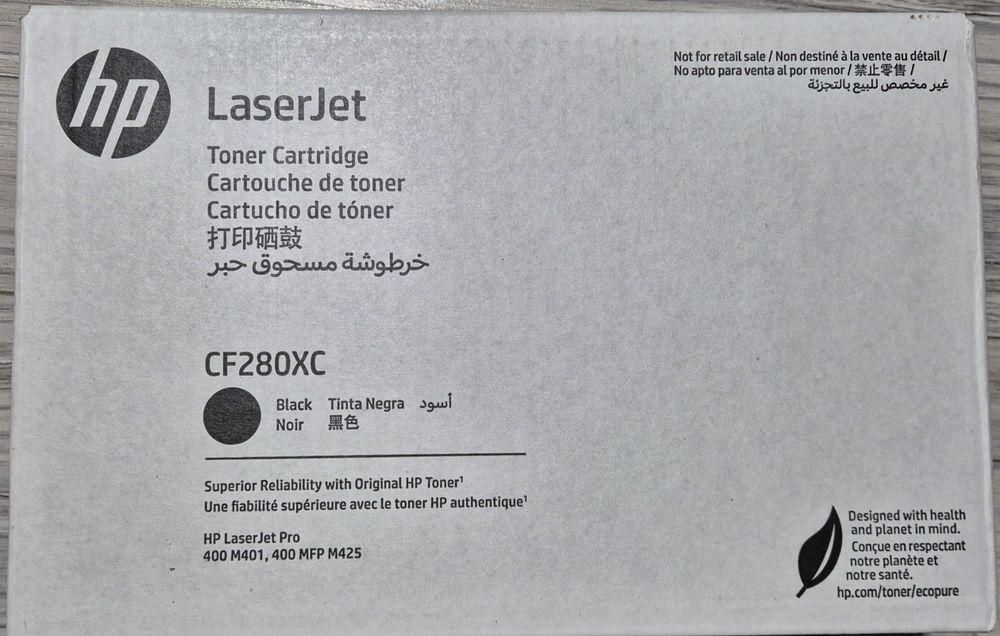 hp
LaserJet
Toner Cartridge
Cartouche de toner
Cartucho de tóner
打印硒鼓
خرطوشة مسحوق حبر
Not for retail sale / Non destiné à la vente au détail /
No apto para venta al por menor / 禁止零售 /
غير مخصص للبيع بالتجزئة
CF280XC
Black Tinta Negra أسود
Noir 黑色
Superior Reliability with Original HP Toner¹
Une fiabilité supérieure avec le toner HP authentique¹
HP LaserJet Pro
400 M401, 400 MFP M425
Designed with health
and planet in mind.
Conçue en respectant
notre planète et
notre santé.
hp.com/toner/ecopure